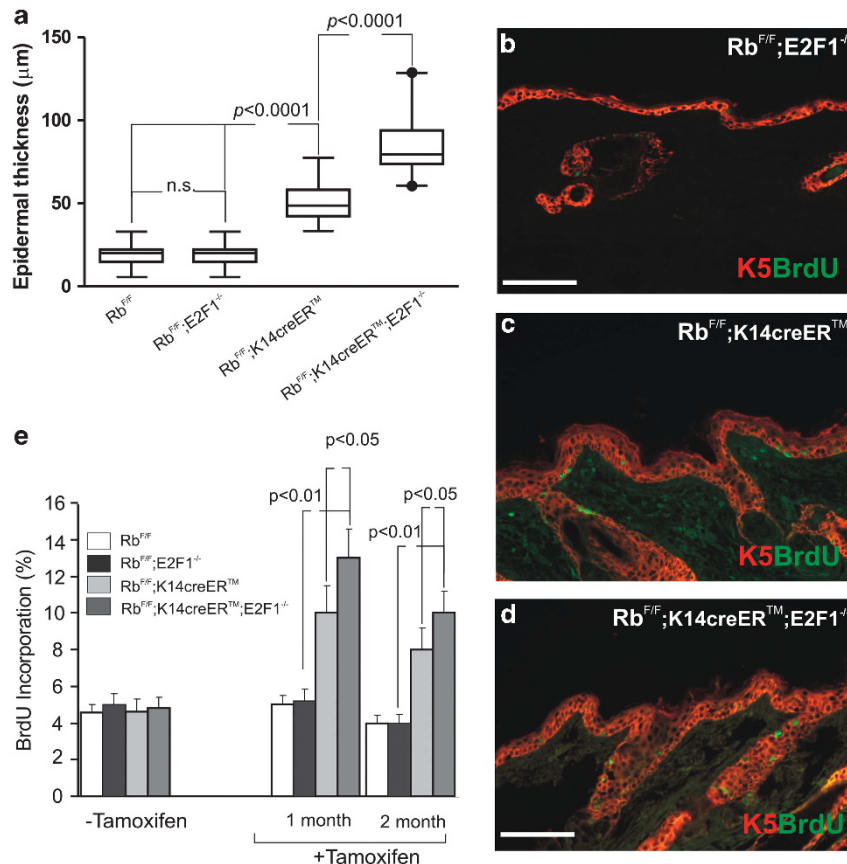 a
p<0.0001
p<0.0001
n.s.
Epidermal thickness (μm)
150
100
50
0
Rb^F/F
Rb^F/F;E2F1^-/-
Rb^F/F;K14creER^TM
Rb^F/F;K14creER^TM;E2F1^-/-
b
Rb^F/F;E2F1^-/-
K5BrdU
c
Rb^F/F;K14creER^TM
K5BrdU
d
Rb^F/F;K14creER^TM;E2F1^-/-
K5BrdU
e
p<0.05
p<0.01
p<0.05
p<0.01
BrdU Incorporation (%)
16
14
12
10
8
6
4
2
0
Rb^F/F
Rb^F/F;E2F1^-/-
Rb^F/F;K14creER^TM
Rb^F/F;K14creER^TM;E2F1^-/-
-Tamoxifen
1 month
2 month
+Tamoxifen